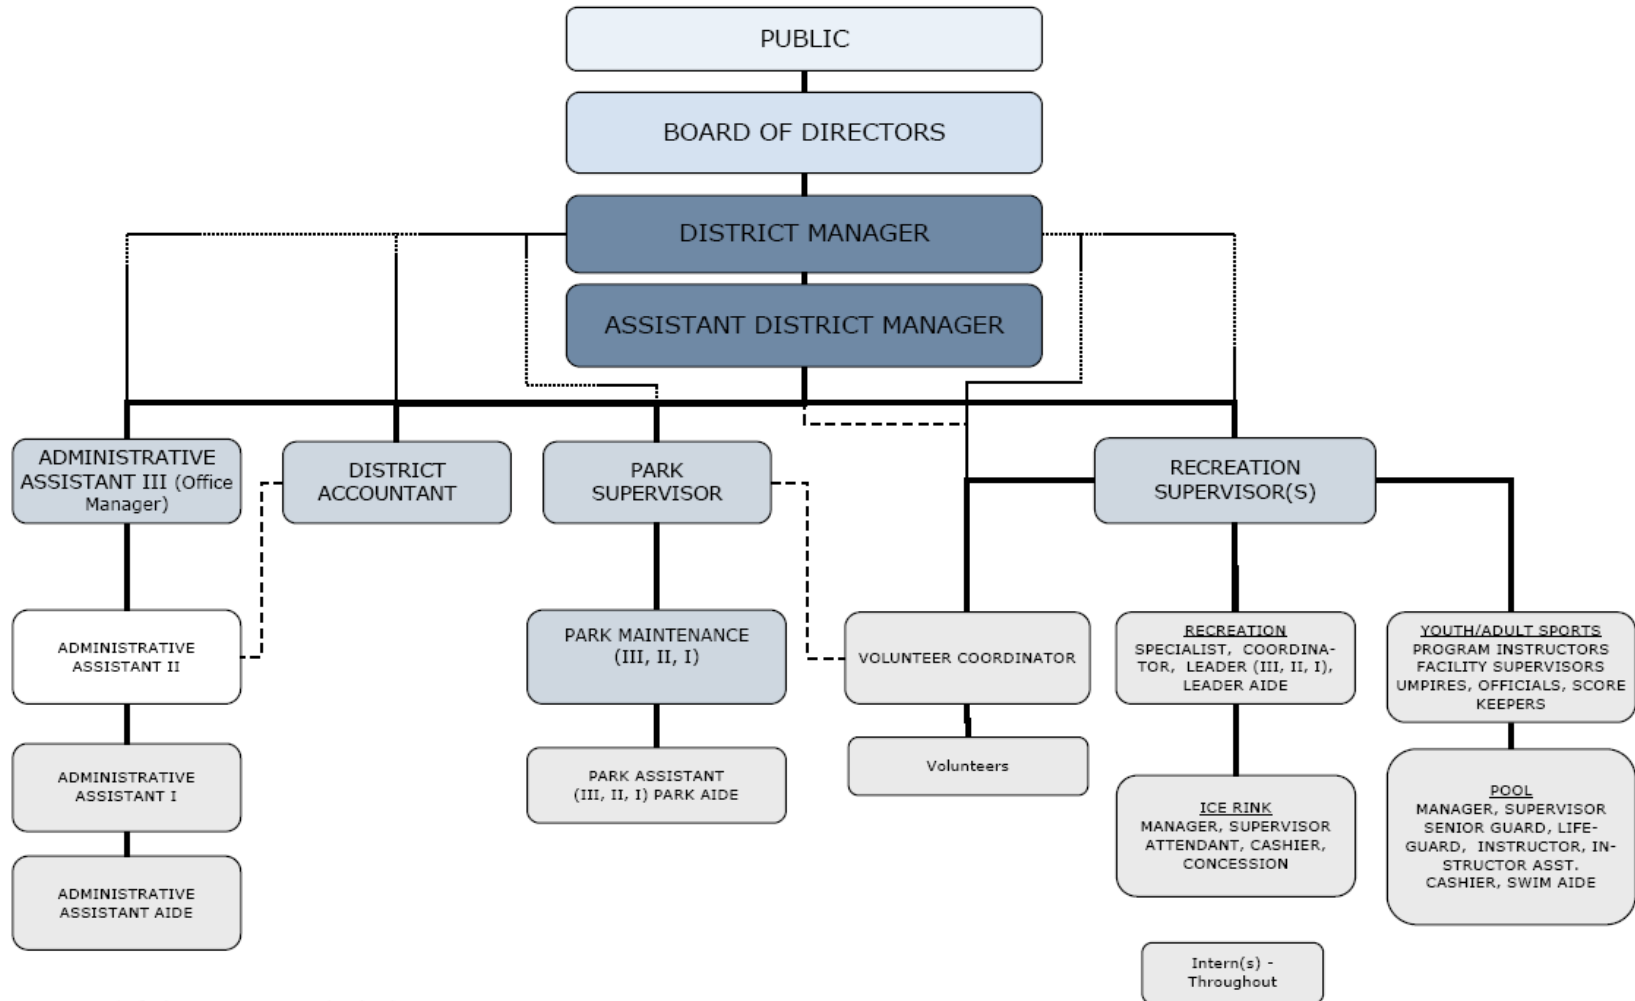 PUBLIC
BOARD OF DIRECTORS
DISTRICT MANAGER
ASSISTANT DISTRICT MANAGER
ADMINISTRATIVE
ASSISTANT III (Office
Manager)
DISTRICT
ACCOUNTANT
PARK
SUPERVISOR
RECREATION
SUPERVISOR(S)
ADMINISTRATIVE
ASSISTANT II
PARK MAINTENANCE
(III, II, I)
VOLUNTEER COORDINATOR
RECREATION
SPECIALIST, COORDINA-
TOR, LEADER (III, II, I),
LEADER AIDE
YOUTH/ADULT SPORTS
PROGRAM INSTRUCTORS
FACILITY SUPERVISORS
UMPIRES, OFFICIALS, SCORE
KEEPERS
ADMINISTRATIVE
ASSISTANT I
PARK ASSISTANT
(III, II, I) PARK AIDE
Volunteers
ICE RINK
MANAGER, SUPERVISOR
ATTENDANT, CASHIER,
CONCESSION
POOL
MANAGER, SUPERVISOR
SENIOR GUARD, LIFE-
GUARD, INSTRUCTOR, IN-
STRUCTOR ASST.
CASHIER, SWIM AIDE
ADMINISTRATIVE
ASSISTANT AIDE
Intern(s) -
Throughout